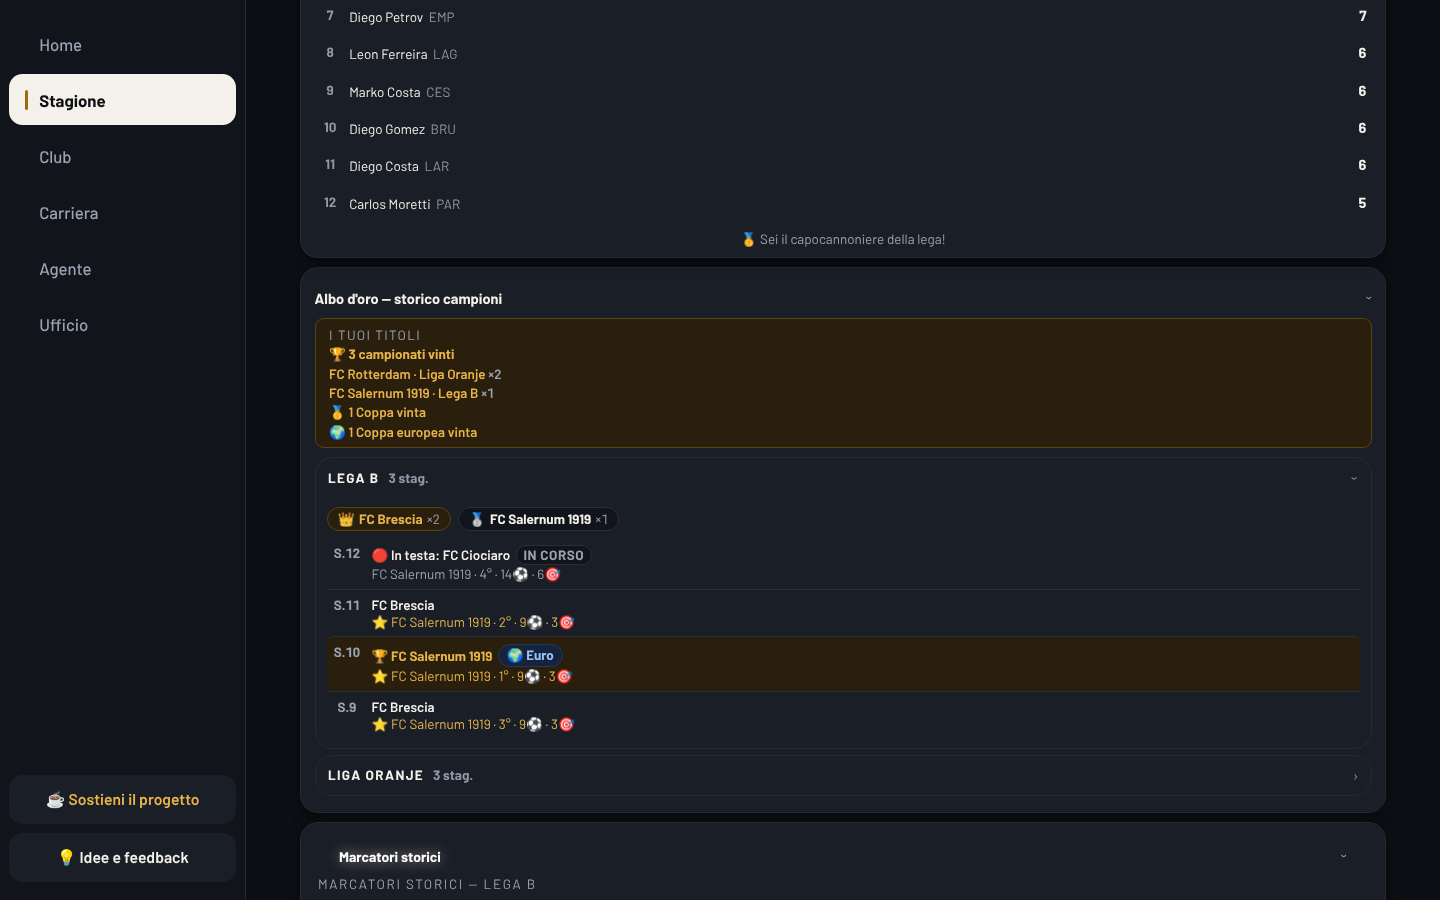 Home
Stagione
Club
Carriera
Agente
Ufficio
☕ Sostieni il progetto
💡 Idee e feedback
7 Diego Petrov EMP 7
8 Leon Ferreira LAG 6
9 Marko Costa CES 6
10 Diego Gomez BRU 6
11 Diego Costa LAR 6
12 Carlos Moretti PAR 5
🥇 Sei il capocannoniere della lega!
Albo d'oro — storico campioni
I TUOI TITOLI
🏆 3 campionati vinti
FC Rotterdam · Liga Oranje ×2
FC Salernum 1919 · Lega B ×1
🥇 1 Coppa vinta
🌍 1 Coppa europea vinta
LEGA B 3 stag.
👑 FC Brescia ×2 🥈 FC Salernum 1919 ×1
S.12 🔴 In testa: FC Ciociaro IN CORSO
FC Salernum 1919 · 4° · 14⚽ · 6🎯
S.11 FC Brescia
⭐ FC Salernum 1919 · 2° · 9⚽ · 3🎯
S.10 🏆 FC Salernum 1919 🌍 Euro
⭐ FC Salernum 1919 · 1° · 9⚽ · 3🎯
S.9 FC Brescia
⭐ FC Salernum 1919 · 3° · 9⚽ · 3🎯
LIGA ORANJE 3 stag.
Marcatori storici
MARCATORI STORICI — LEGA B